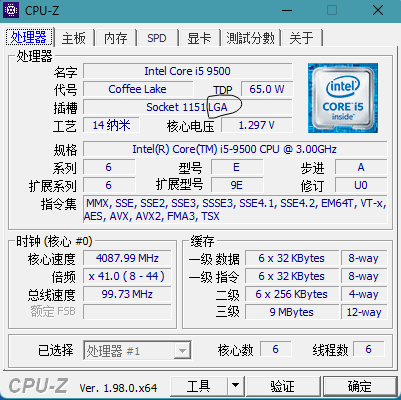 CPU-Z
处理器 主板 内存 SPD 显卡 測試分數 关于
处理器
名字 Intel Core i5 9500
代号 Coffee Lake TDP 65.0 W
插槽 Socket 1151 LGA
工艺 14 纳米 核心电压 1.297 V
intel
CORE i5
inside™
规格 Intel(R) Core(TM) i5-9500 CPU @ 3.00GHz
系列 6 型号 E 步进 A
扩展系列 6 扩展型号 9E 修订 U0
指令集 MMX, SSE, SSE2, SSE3, SSSE3, SSE4.1, SSE4.2, EM64T, VT-x,
AES, AVX, AVX2, FMA3, TSX
时钟 (核心 #0)
核心速度 4087.99 MHz
倍频 x 41.0 ( 8 - 44 )
总线速度 99.73 MHz
额定 FSB
缓存
一级 数据 6 x 32 KBytes 8-way
一级 指令 6 x 32 KBytes 8-way
二级 6 x 256 KBytes 4-way
三级 9 MBytes 12-way
已选择 处理器 #1 核心数 6 线程数 6
CPU-Z Ver. 1.98.0.x64 工具 验证 确定